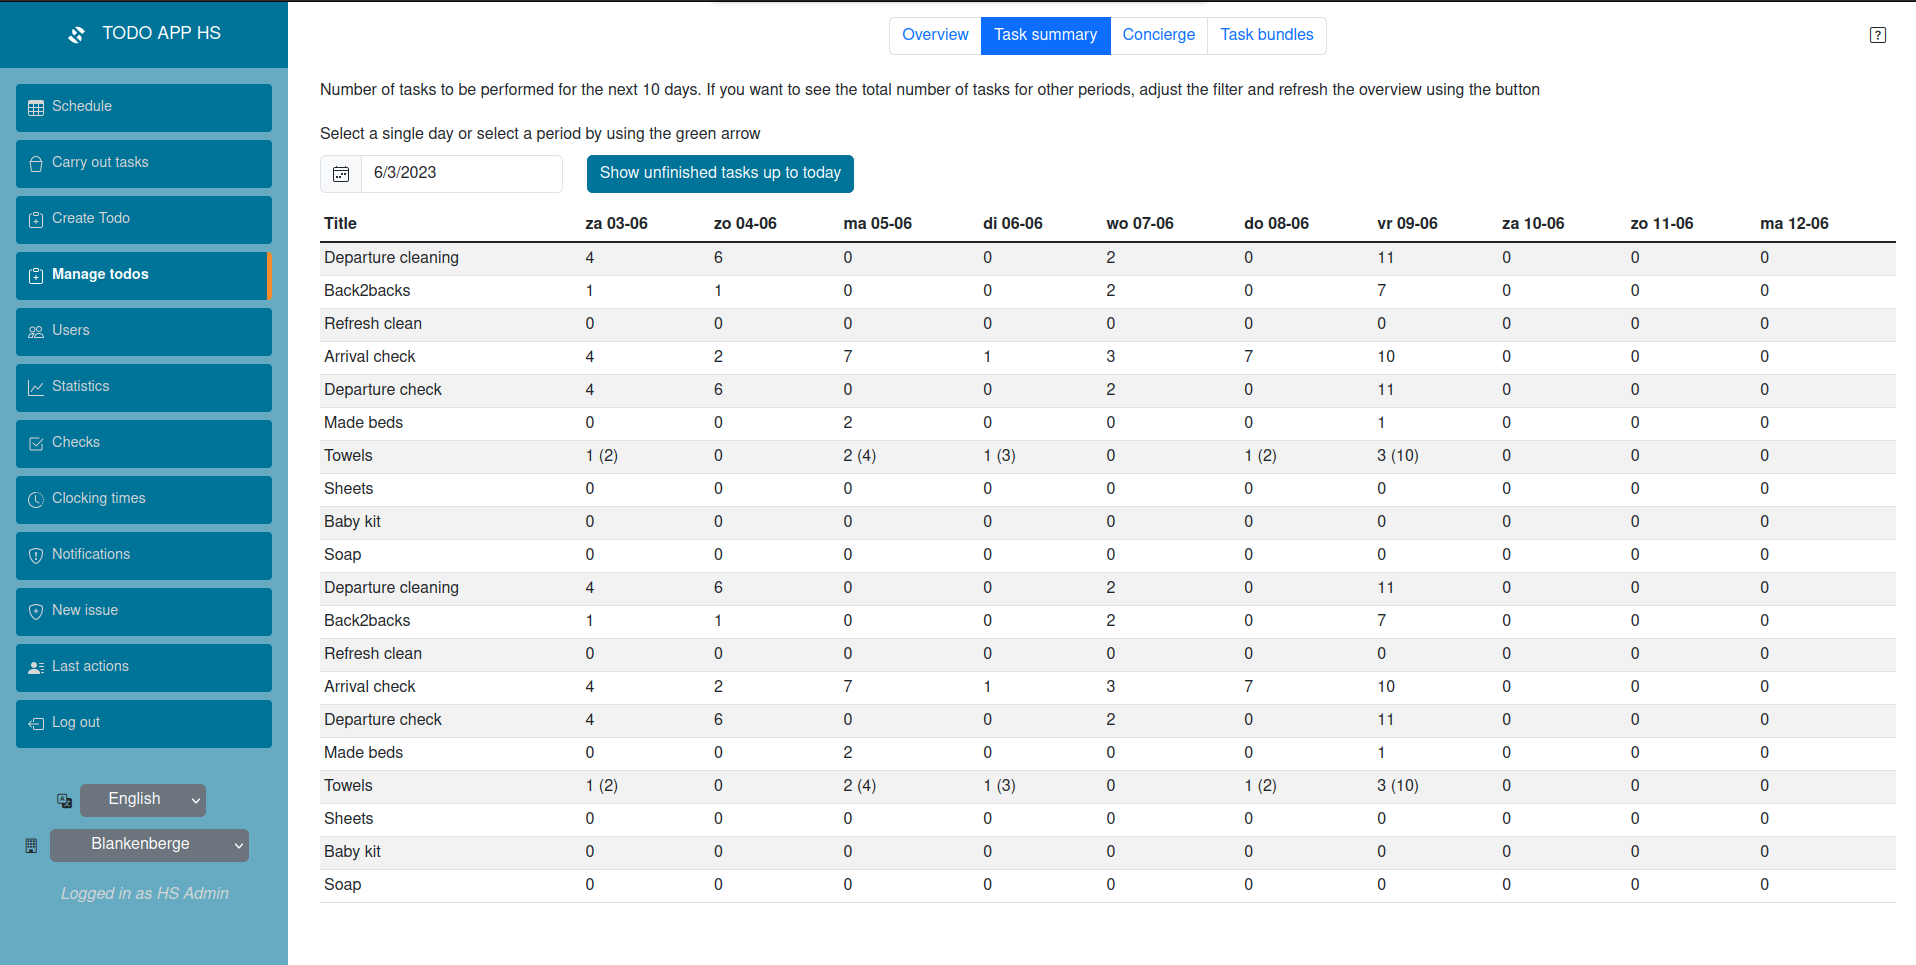 TODO APP HS
Schedule
Carry out tasks
Create Todo
Manage todos
Users
Statistics
Checks
Clocking times
Notifications
New issue
Last actions
Log out
English
Blankenberge
Logged in as HS Admin
Overview Task summary Concierge Task bundles
Number of tasks to be performed for the next 10 days. If you want to see the total number of tasks for other periods, adjust the filter and refresh the overview using the button
Select a single day or select a period by using the green arrow
6/3/2023 Show unfinished tasks up to today
Title za 03-06 zo 04-06 ma 05-06 di 06-06 wo 07-06 do 08-06 vr 09-06 za 10-06 zo 11-06 ma 12-06
Departure cleaning 4 6 0 0 2 0 11 0 0 0
Back2backs 1 1 0 0 2 0 7 0 0 0
Refresh clean 0 0 0 0 0 0 0 0 0 0
Arrival check 4 2 7 1 3 7 10 0 0 0
Departure check 4 6 0 0 2 0 11 0 0 0
Made beds 0 0 2 0 0 0 1 0 0 0
Towels 1 (2) 0 2 (4) 1 (3) 0 1 (2) 3 (10) 0 0 0
Sheets 0 0 0 0 0 0 0 0 0 0
Baby kit 0 0 0 0 0 0 0 0 0 0
Soap 0 0 0 0 0 0 0 0 0 0
Departure cleaning 4 6 0 0 2 0 11 0 0 0
Back2backs 1 1 0 0 2 0 7 0 0 0
Refresh clean 0 0 0 0 0 0 0 0 0 0
Arrival check 4 2 7 1 3 7 10 0 0 0
Departure check 4 6 0 0 2 0 11 0 0 0
Made beds 0 0 2 0 0 0 1 0 0 0
Towels 1 (2) 0 2 (4) 1 (3) 0 1 (2) 3 (10) 0 0 0
Sheets 0 0 0 0 0 0 0 0 0 0
Baby kit 0 0 0 0 0 0 0 0 0 0
Soap 0 0 0 0 0 0 0 0 0 0